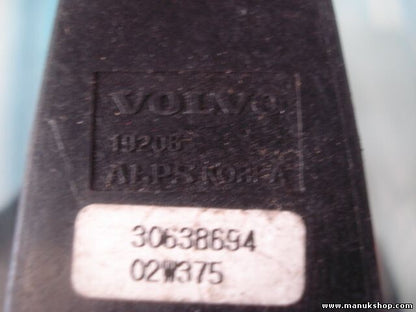 VOLVO
19208
ALPS KOREA
30638694
02W375
www.manukshop.com